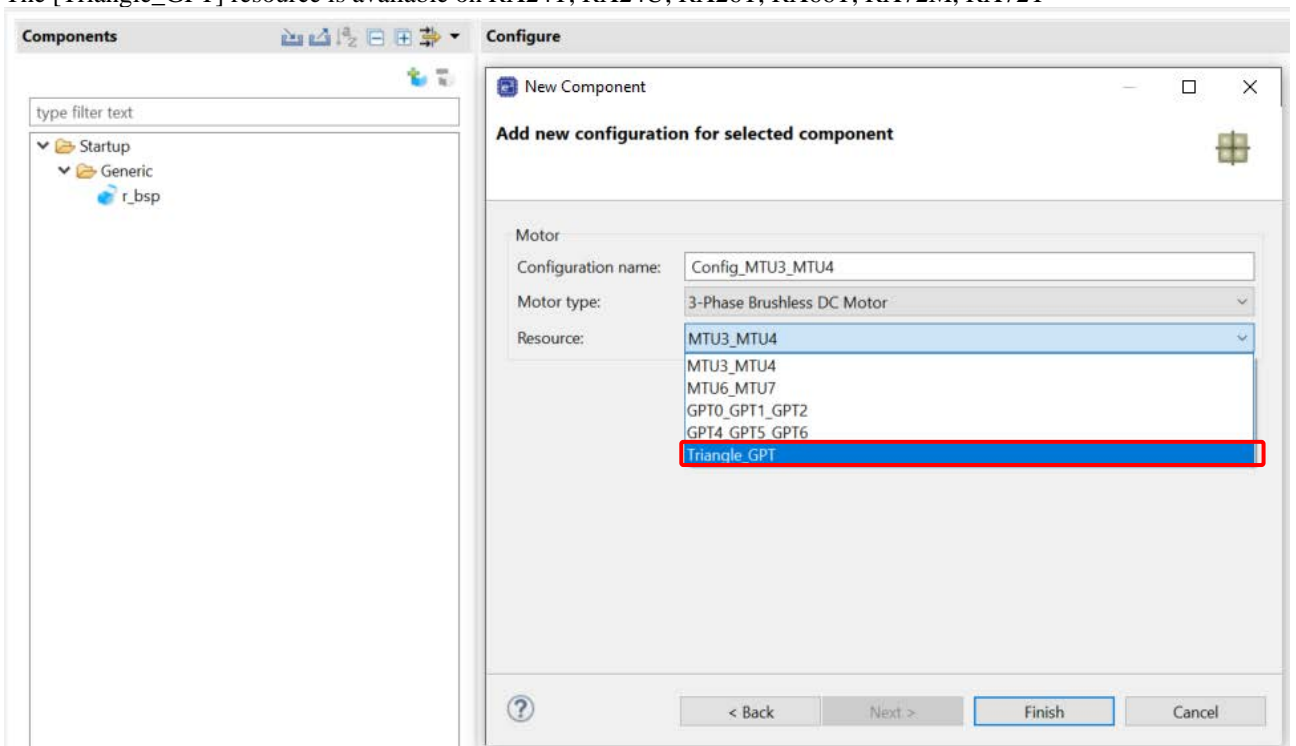 Components
Configure
type filter text
Startup
Generic
r_bsp
New Component
Add new configuration for selected component
Motor
Configuration name: Config_MTU3_MTU4
Motor type: 3-Phase Brushless DC Motor
Resource: MTU3_MTU4
MTU3_MTU4
MTU6_MTU7
GPT0_GPT1_GPT2
GPT4_GPT5_GPT6
Triangle_GPT
< Back Next > Finish Cancel